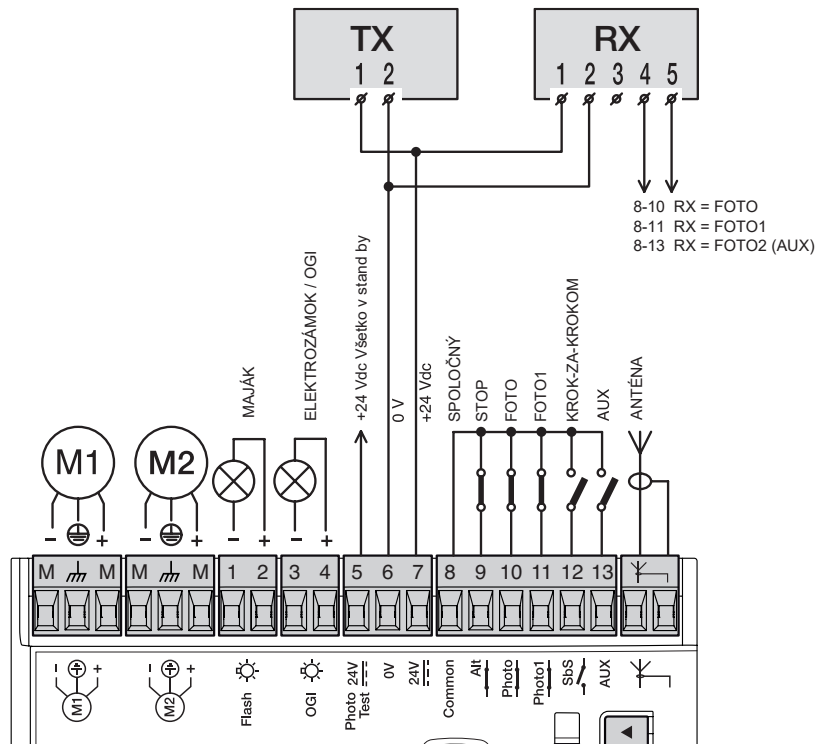 TX
1 2
RX
1 2 3 4 5
8-10 RX = FOTO
8-11 RX = FOTO1
8-13 RX = FOTO2 (AUX)
MAJÁK
ELEKTROZÁMOK / OGI
+24 Vdc Všetko v stand by
0 V
+24 Vdc
SPOLOČNÝ
STOP
FOTO
FOTO1
KROK-ZA-KROKOM
AUX
ANTÉNA
M1
M2
- +
- +
- +
- +
M M M M 1 2 3 4 5 6 7 8 9 10 11 12 13
- +
M1
- +
M2
Flash
OGI
Photo 24V
Test
0V
24V
Common
Alt
Photo
Photo1
SbS
AUX